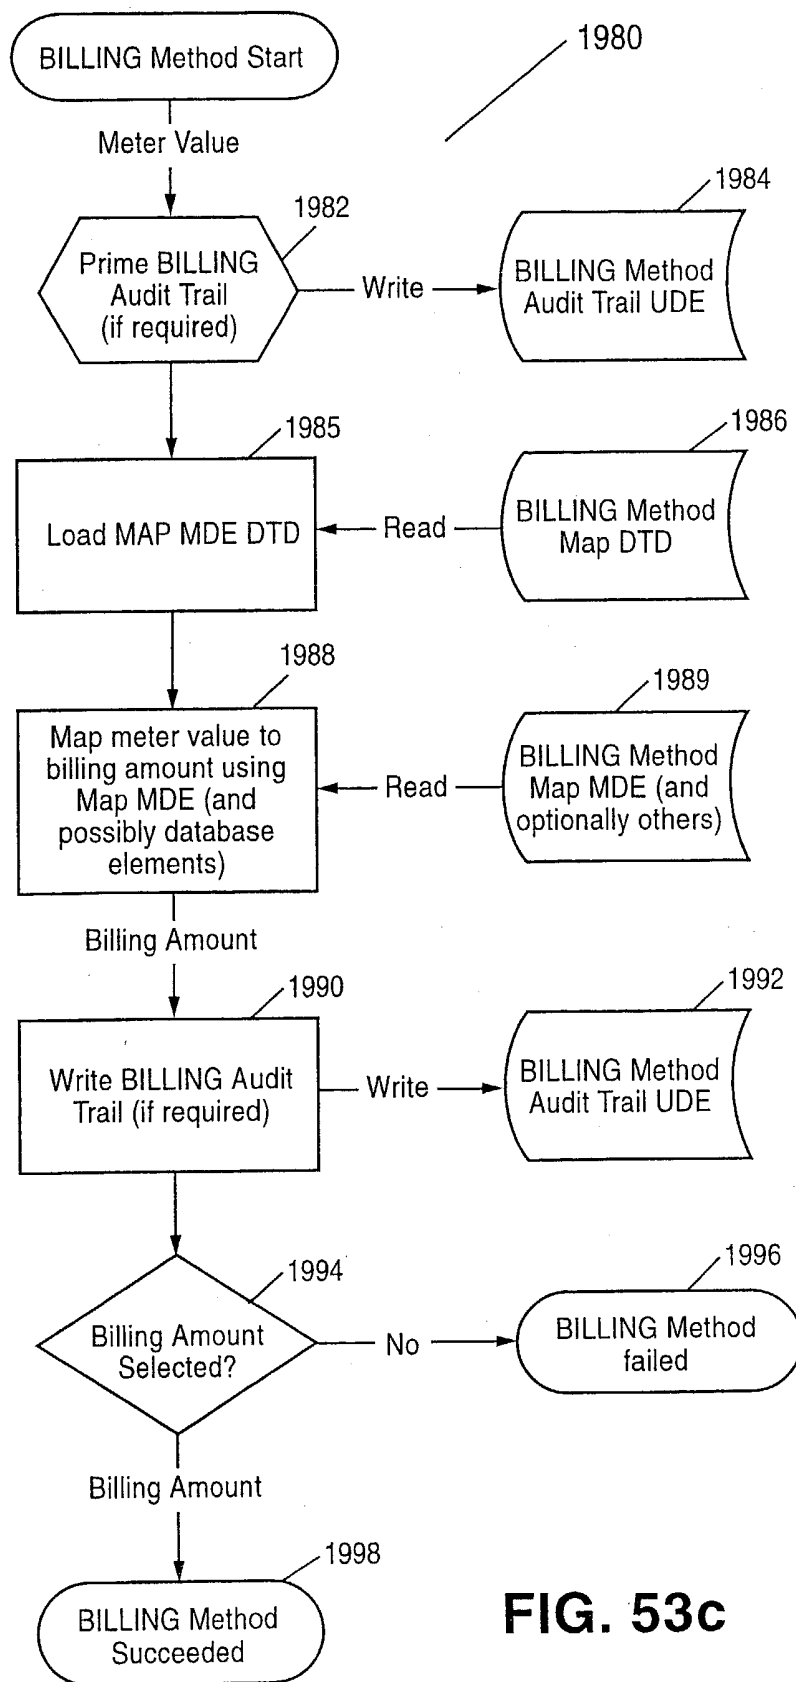 BILLING Method Start
1980
Meter Value
1982
1984
Prime BILLING
Audit Trail
(if required)
Write
BILLING Method
Audit Trail UDE
1985
1986
Load MAP MDE DTD
Read
BILLING Method
Map DTD
1988
1989
Map meter value to
billing amount using
Map MDE (and
possibly database
elements)
Read
BILLING Method
Map MDE (and
optionally others)
Billing Amount
1990
1992
Write BILLING Audit
Trail (if required)
Write
BILLING Method
Audit Trail UDE
1994
1996
Billing Amount
Selected?
No
BILLING Method
failed
Billing Amount
1998
BILLING Method
Succeeded
FIG. 53c